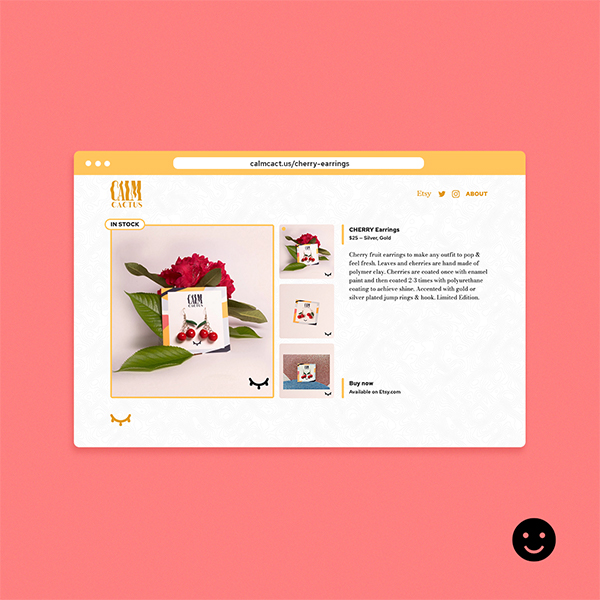 calmcact.us/cherry-earrings
CALM
CACTUS
Etsy
ABOUT
IN STOCK
CALM
CACTUS
CHERRY Earrings
$25 – Silver, Gold
Cherry fruit earrings to make any outfit to pop &
feel fresh. Leaves and cherries are hand made of
polymer clay. Cherries are coated once with enamel
paint and then coated 2-3 times with polyurethane
coating to achieve shine. Accented with gold or
silver plated jump rings & hook. Limited Edition.
Buy now
Available on Etsy.com